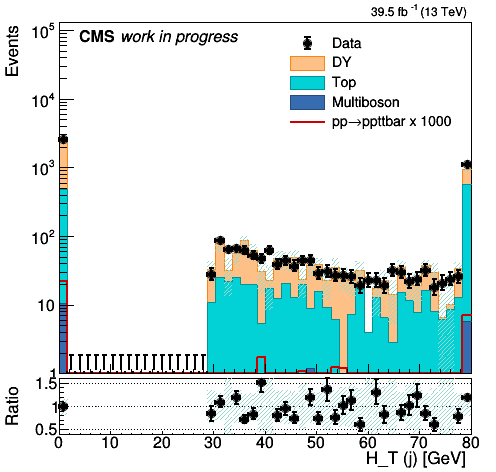 39.5 fb⁻¹ (13 TeV)
CMS work in progress
Events
10⁵
10⁴
10³
10²
10
1
Data
DY
Top
Multiboson
pp→ppttbar x 1000
Ratio
1.5
1
0.5
0 10 20 30 40 50 60 70 80
H_T (j) [GeV]